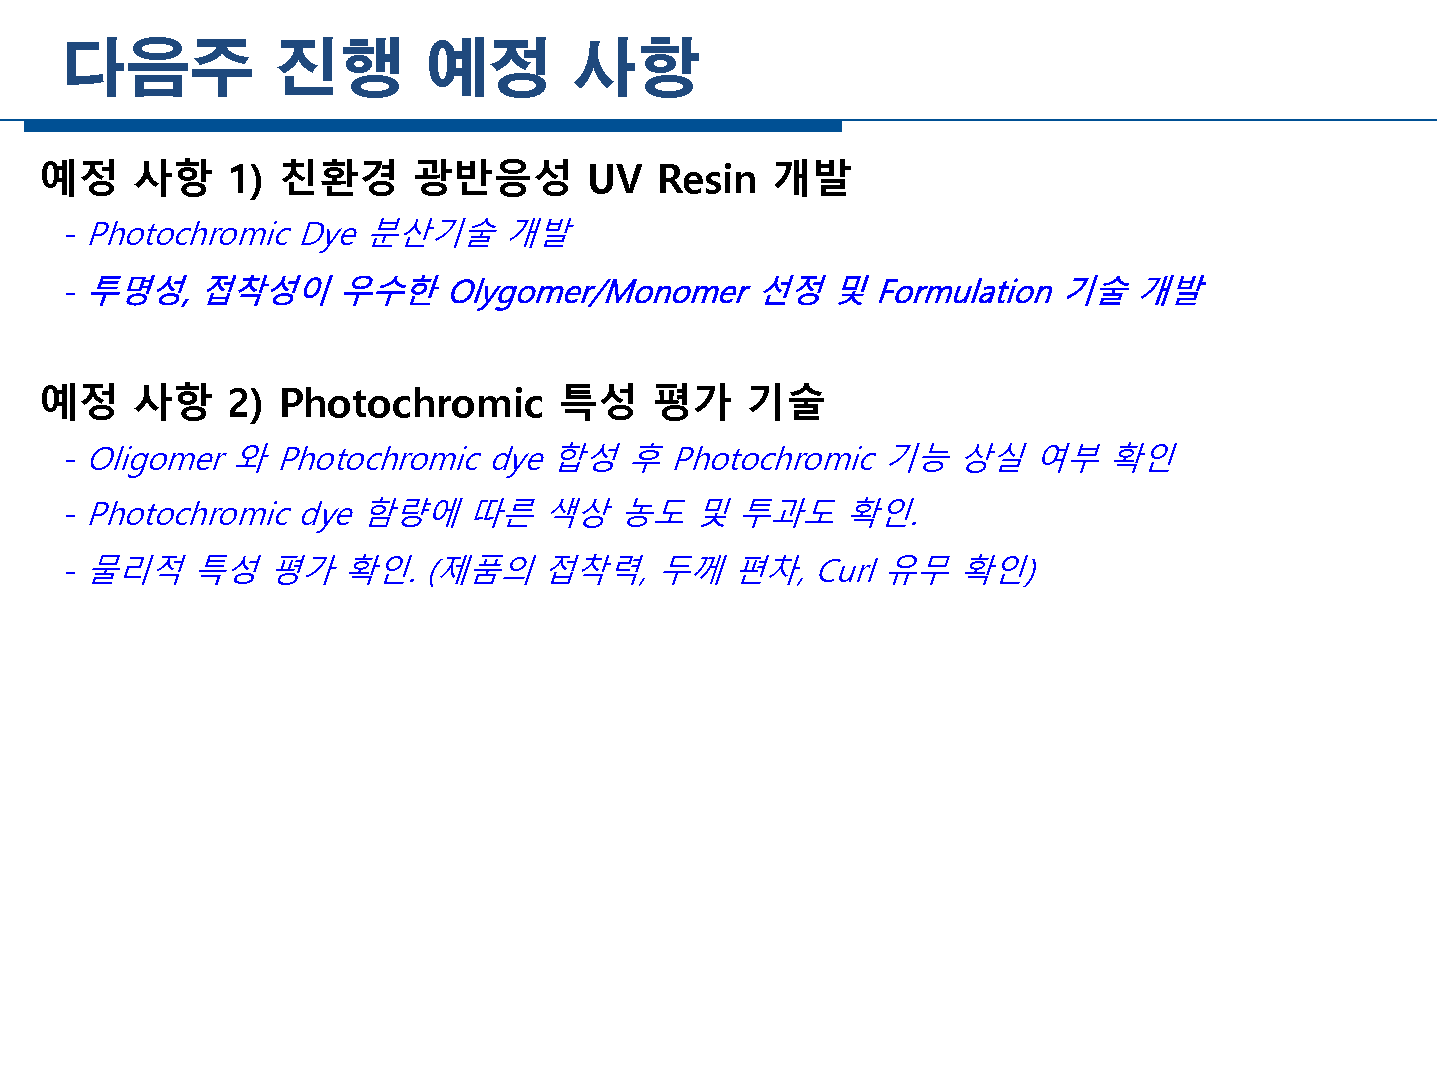 다음주 진행 예정 사항
예정 사항 1) 친환경 광반응성 UV Resin 개발
- Photochromic Dye 분산기술 개발
- 투명성, 접착성이 우수한 Olygomer/Monomer 선정 및 Formulation 기술 개발
예정 사항 2) Photochromic 특성 평가 기술
- Oligomer 와 Photochromic dye 합성 후 Photochromic 기능 상실 여부 확인
- Photochromic dye 함량에 따른 색상 농도 및 투과도 확인.
- 물리적 특성 평가 확인. (제품의 접착력, 두께 편차, Curl 유무 확인)